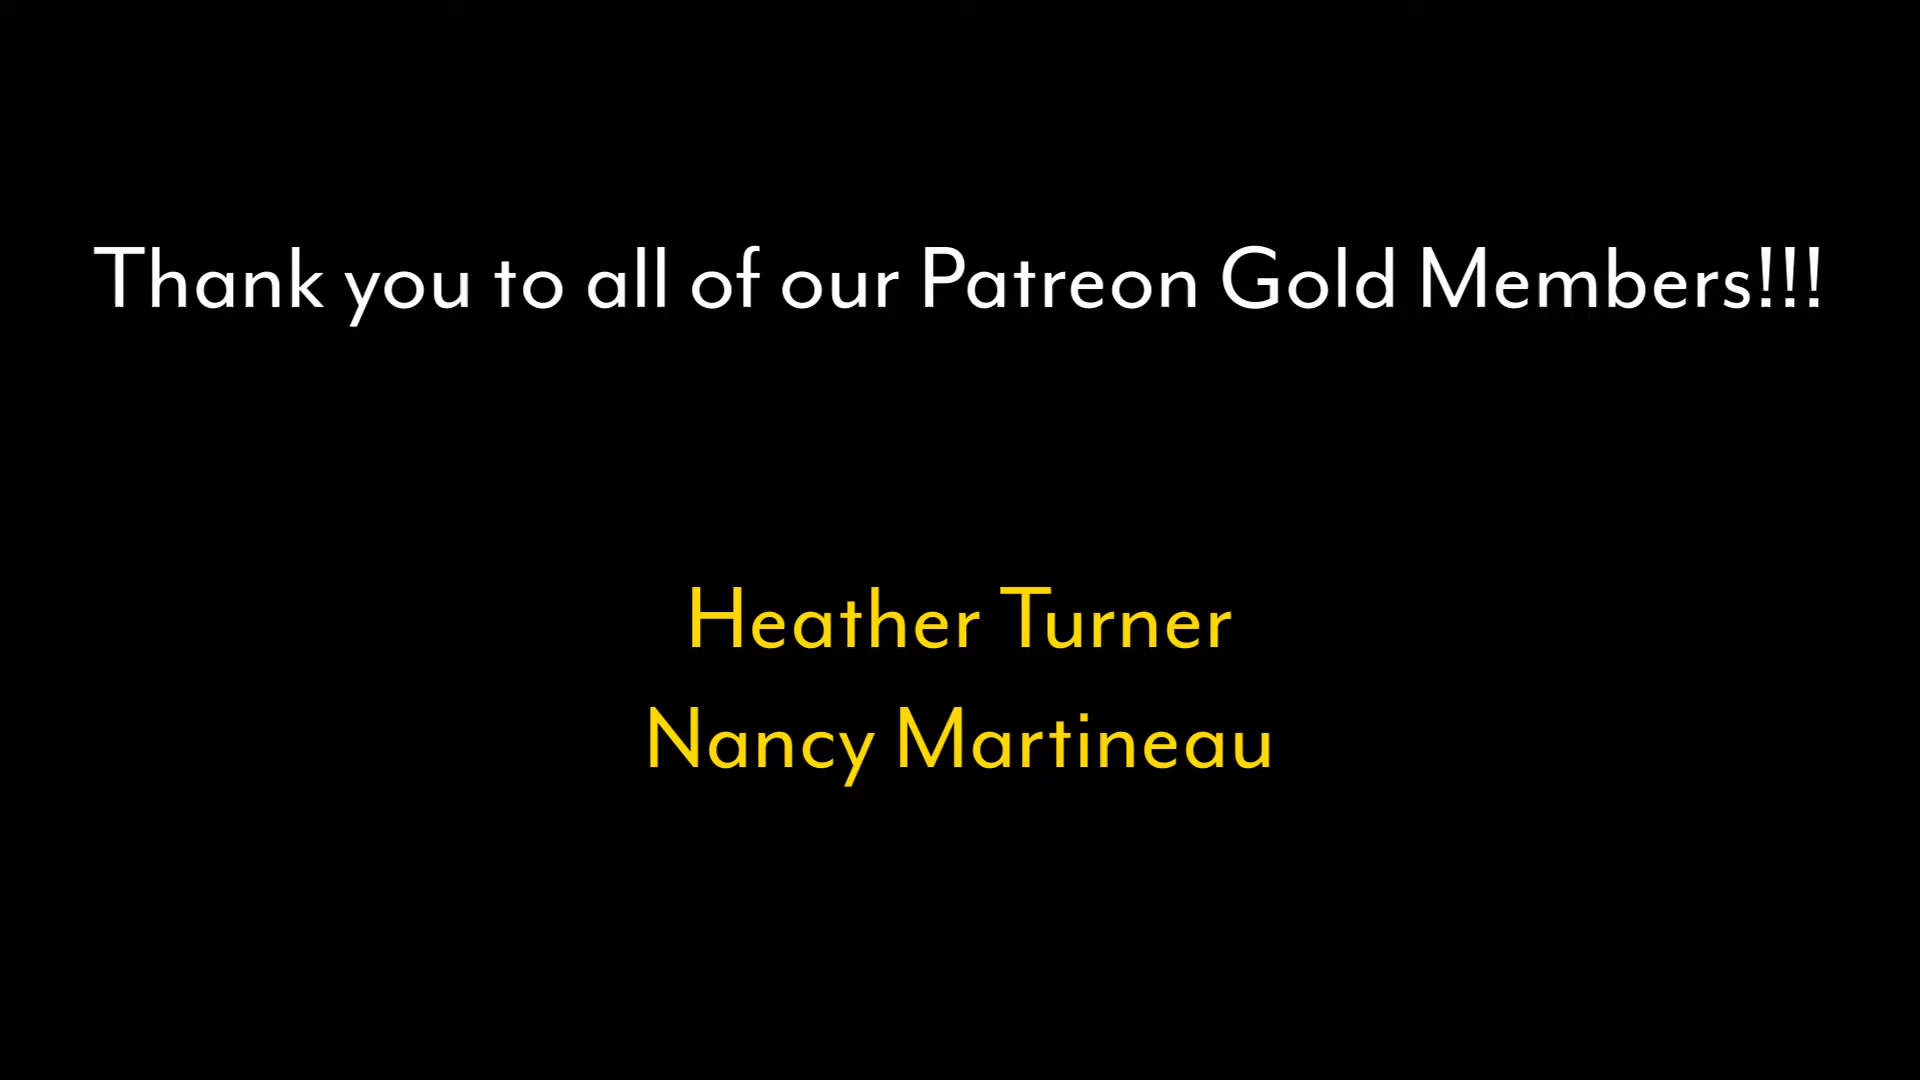 Thank you to all of our Patreon Gold Members!!!
Heather Turner
Nancy Martineau